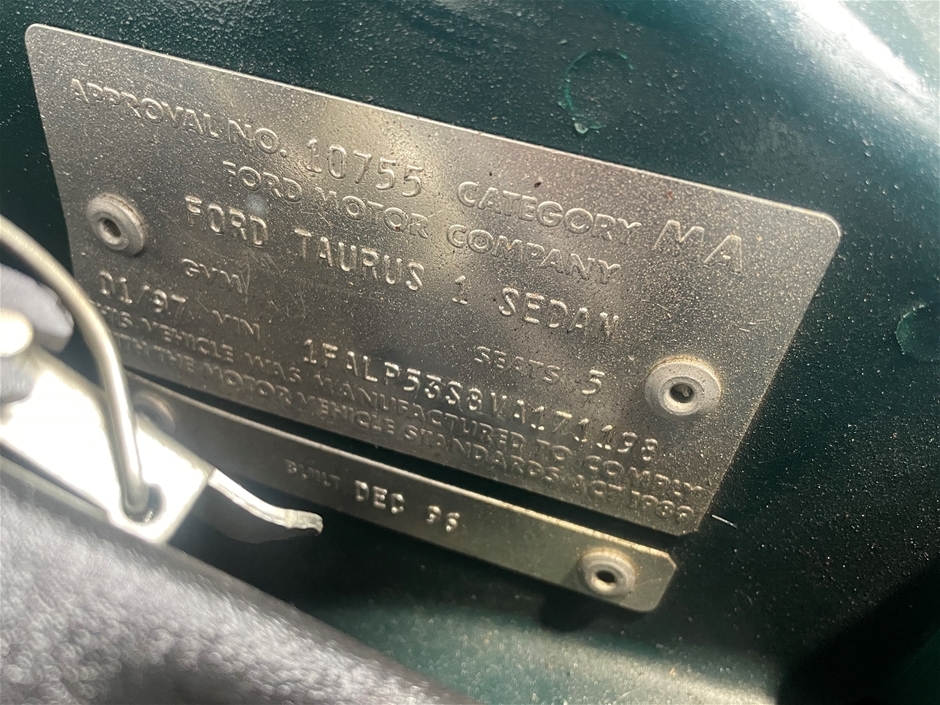 APPROVAL NO. 10755 CATEGORY MA
FORD MOTOR COMPANY
FORD TAURUS 1 SEDAN
GVM SEATS 5
01/97 VIN 1FALP53S8VA171198
THIS VEHICLE WAS MANUFACTURED TO COMPLY
WITH THE MOTOR VEHICLE STANDARDS ACT 1989
BUILT DEC 96